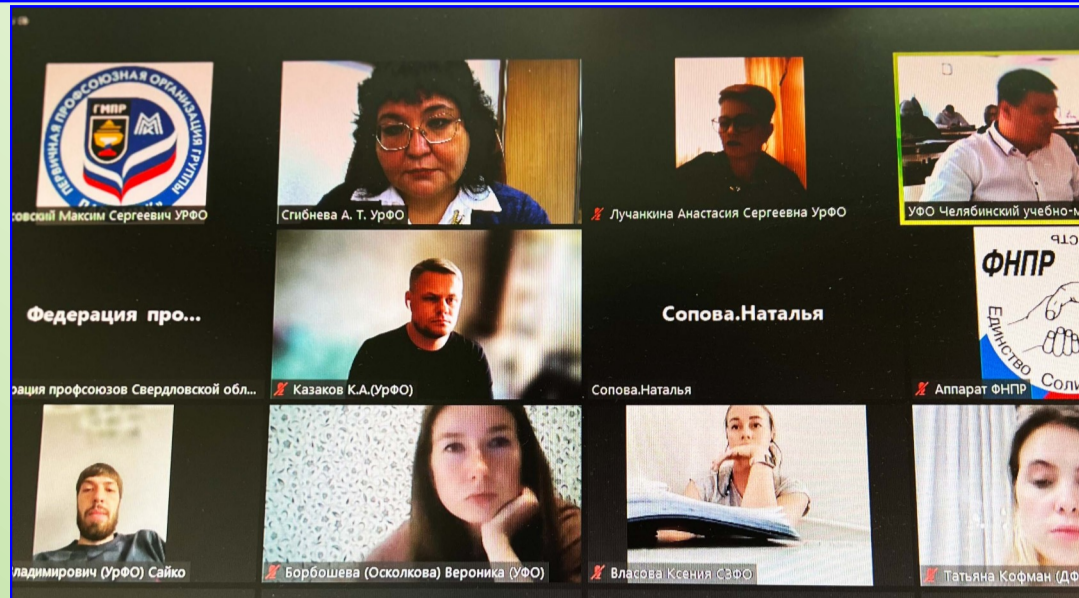 ПЕРВИЧНАЯ ПРОФСОЮЗНАЯ ОРГАНИЗАЦИЯ ГРУППЫ
ГМПР
совский Максим Сергеевич УРФО
Сгибнева А. Т. УрФО
Лучанкина Анастасия Сергеевна УрФО
УФО Челябинский учебно-м
Федерация про...
рация профсоюзов Свердловской обл...
Казаков К.А.(УрФО)
Сопова.Наталья
Сопова.Наталья
ФНПР
ЕДИНСТВО
Аппарат ФНПР
ладимирович (УрФО) Сайко
Борбошева (Осколкова) Вероника (УФО)
Власова Ксения СЗФО
Татьяна Кофман (ДФ